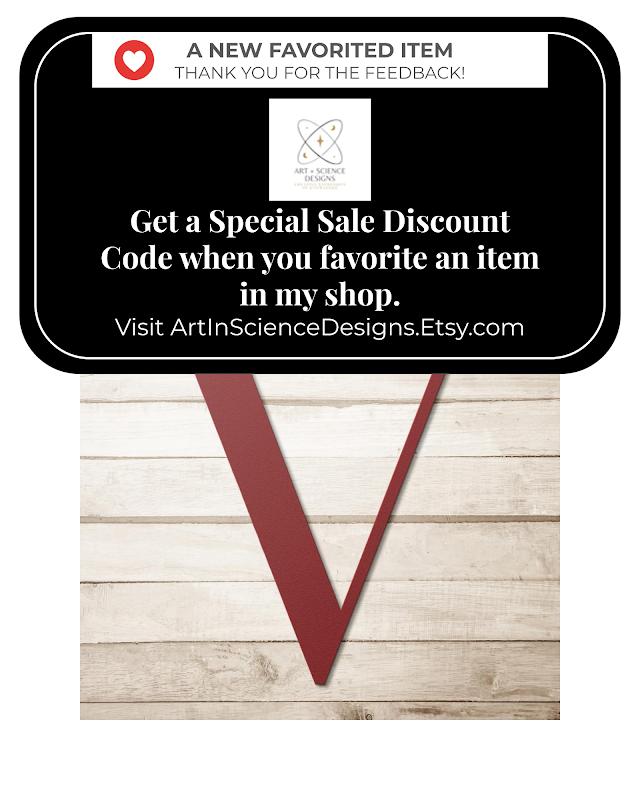 A NEW FAVORITED ITEM
THANK YOU FOR THE FEEDBACK!
ART + SCIENCE
DESIGNS
Get a Special Sale Discount
Code when you favorite an item
in my shop.
Visit ArtInScienceDesigns.Etsy.com
V